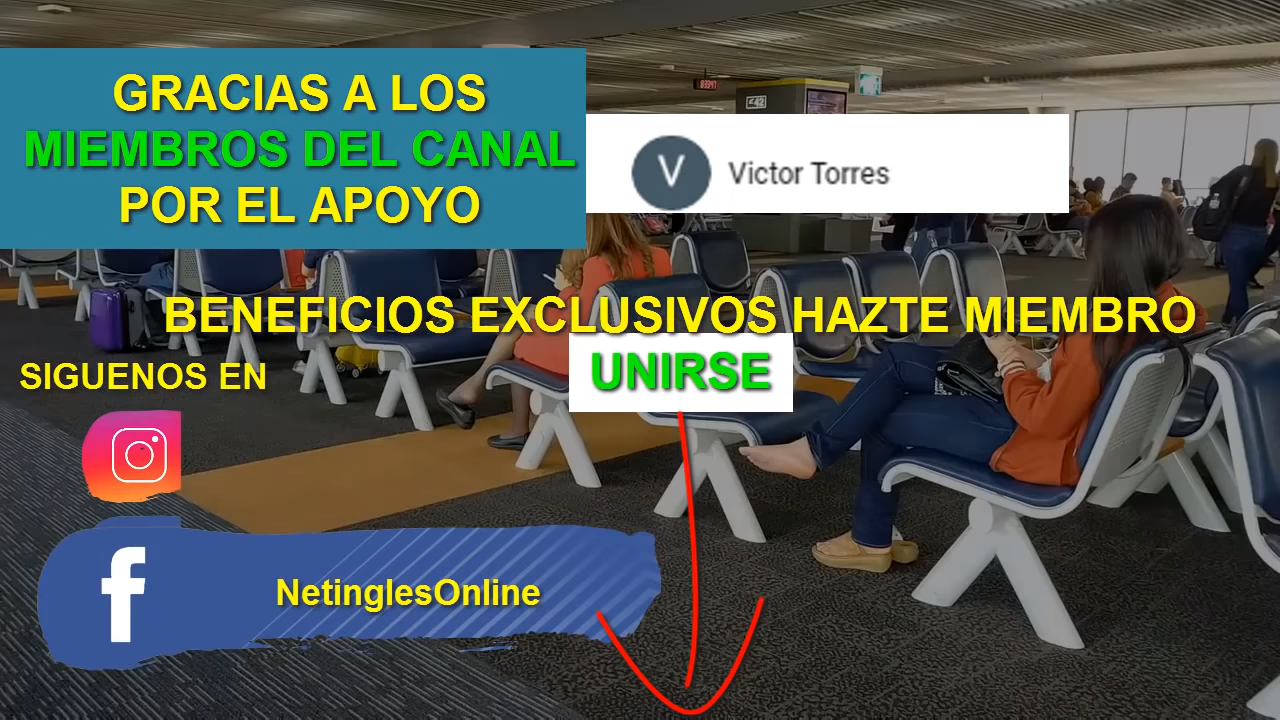 GRACIAS A LOS
MIEMBROS DEL CANAL
POR EL APOYO
V Victor Torres
BENEFICIOS EXCLUSIVOS HAZTE MIEMBRO
UNIRSE
SIGUENOS EN
f NetinglesOnline